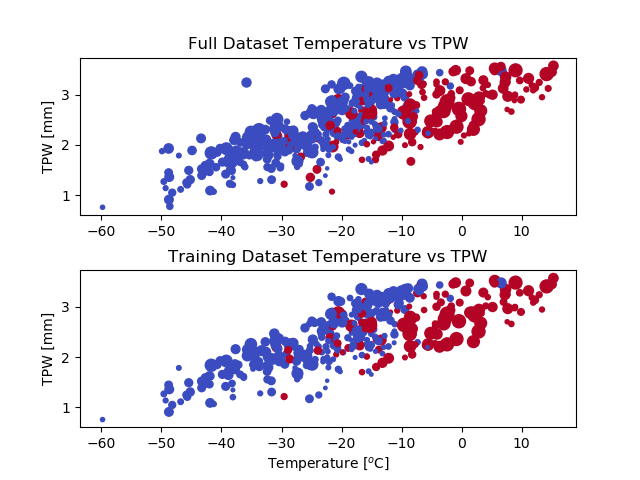 Full Dataset Temperature vs TPW
TPW [mm]
3
2
1
−60 −50 −40 −30 −20 −10 0 10
Training Dataset Temperature vs TPW
TPW [mm]
3
2
1
−60 −50 −40 −30 −20 −10 0 10
Temperature [°C]